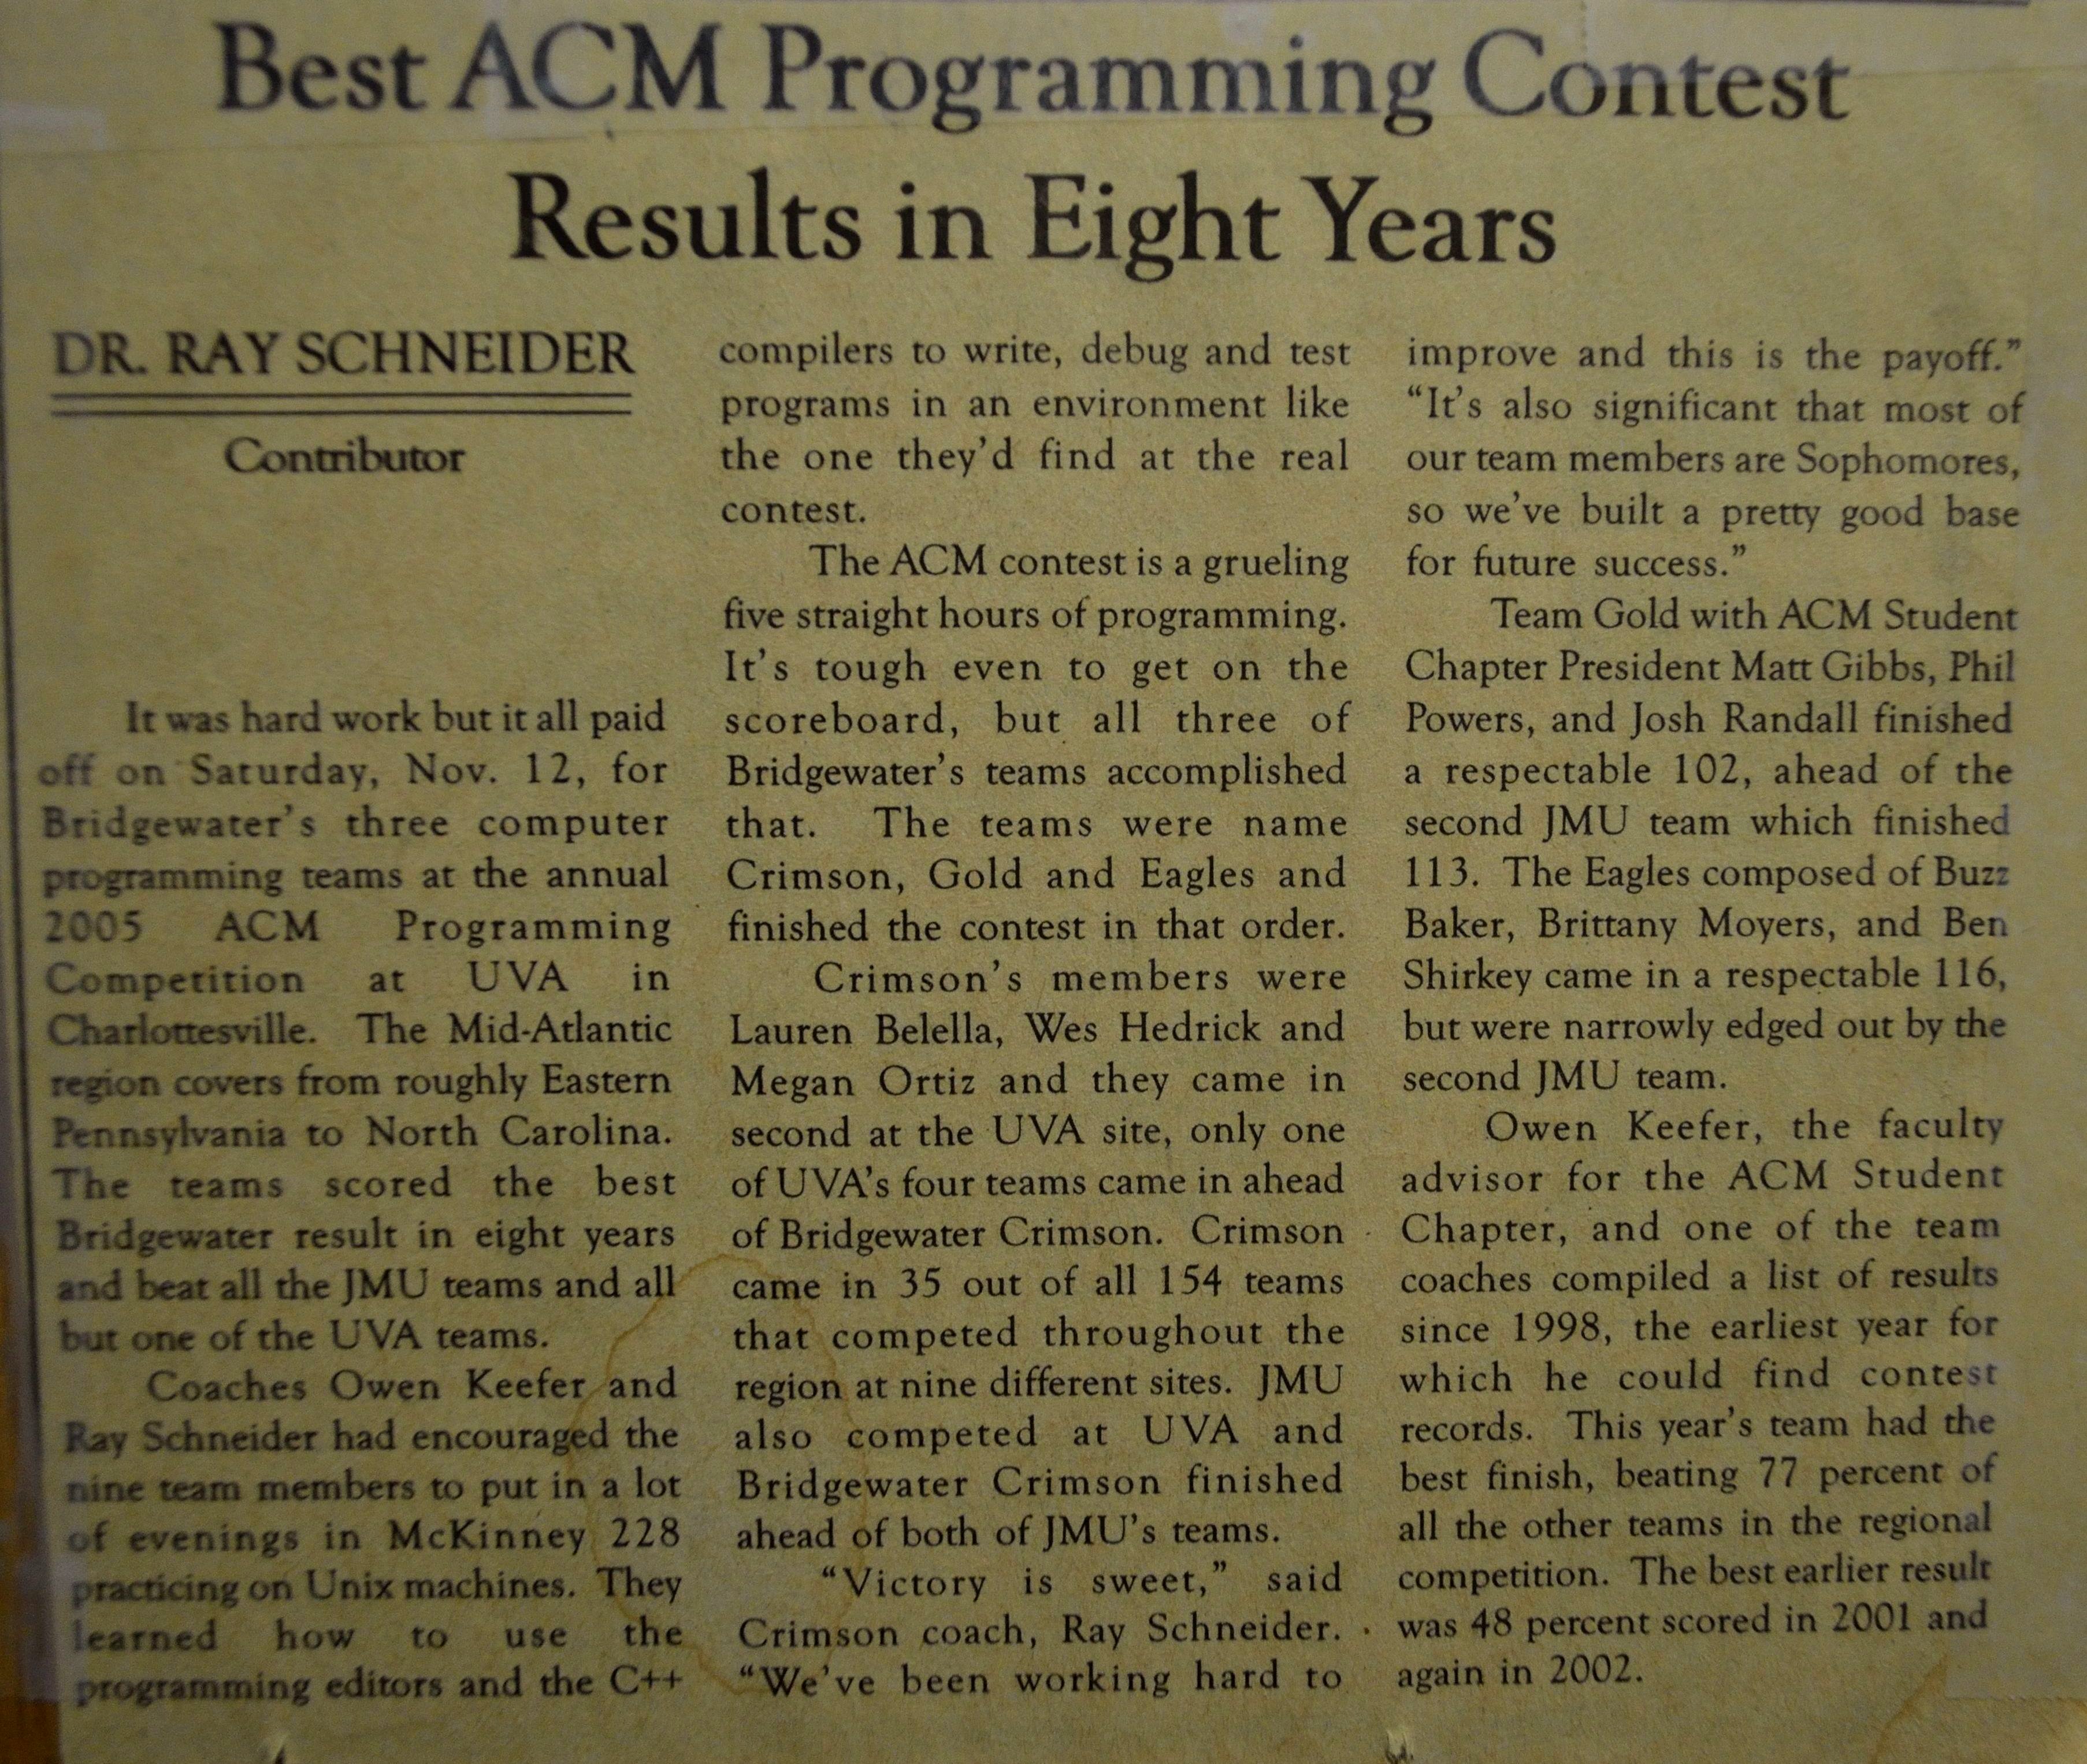 Best ACM Programming Contest
Results in Eight Years
DR. RAY SCHNEIDER
Contributor
It was hard work but it all paid
off on Saturday, Nov. 12, for
Bridgewater's three computer
programming teams at the annual
2005 ACM Programming
Competition at UVA in
Charlottesville. The Mid-Atlantic
region covers from roughly Eastern
Pennsylvania to North Carolina.
The teams scored the best
Bridgewater result in eight years
and beat all the JMU teams and all
but one of the UVA teams.
Coaches Owen Keefer and
Ray Schneider had encouraged the
nine team members to put in a lot
of evenings in McKinney 228
practicing on Unix machines. They
learned how to use the
programming editors and the C++
compilers to write, debug and test
programs in an environment like
the one they'd find at the real
contest.
The ACM contest is a grueling
five straight hours of programming.
It's tough even to get on the
scoreboard, but all three of
Bridgewater's teams accomplished
that. The teams were name
Crimson, Gold and Eagles and
finished the contest in that order.
Crimson's members were
Lauren Belella, Wes Hedrick and
Megan Ortiz and they came in
second at the UVA site, only one
of UVA's four teams came in ahead
of Bridgewater Crimson. Crimson
came in 35 out of all 154 teams
that competed throughout the
region at nine different sites. JMU
also competed at UVA and
Bridgewater Crimson finished
ahead of both of JMU's teams.
"Victory is sweet," said
Crimson coach, Ray Schneider.
"We've been working hard to
improve and this is the payoff."
"It's also significant that most of
our team members are Sophomores,
so we've built a pretty good base
for future success."
Team Gold with ACM Student
Chapter President Matt Gibbs, Phil
Powers, and Josh Randall finished
a respectable 102, ahead of the
second JMU team which finished
113. The Eagles composed of Buzz
Baker, Brittany Moyers, and Ben
Shirkey came in a respectable 116,
but were narrowly edged out by the
second JMU team.
Owen Keefer, the faculty
advisor for the ACM Student
Chapter, and one of the team
coaches compiled a list of results
since 1998, the earliest year for
which he could find contest
records. This year's team had the
best finish, beating 77 percent of
all the other teams in the regional
competition. The best earlier result
was 48 percent scored in 2001 and
again in 2002.